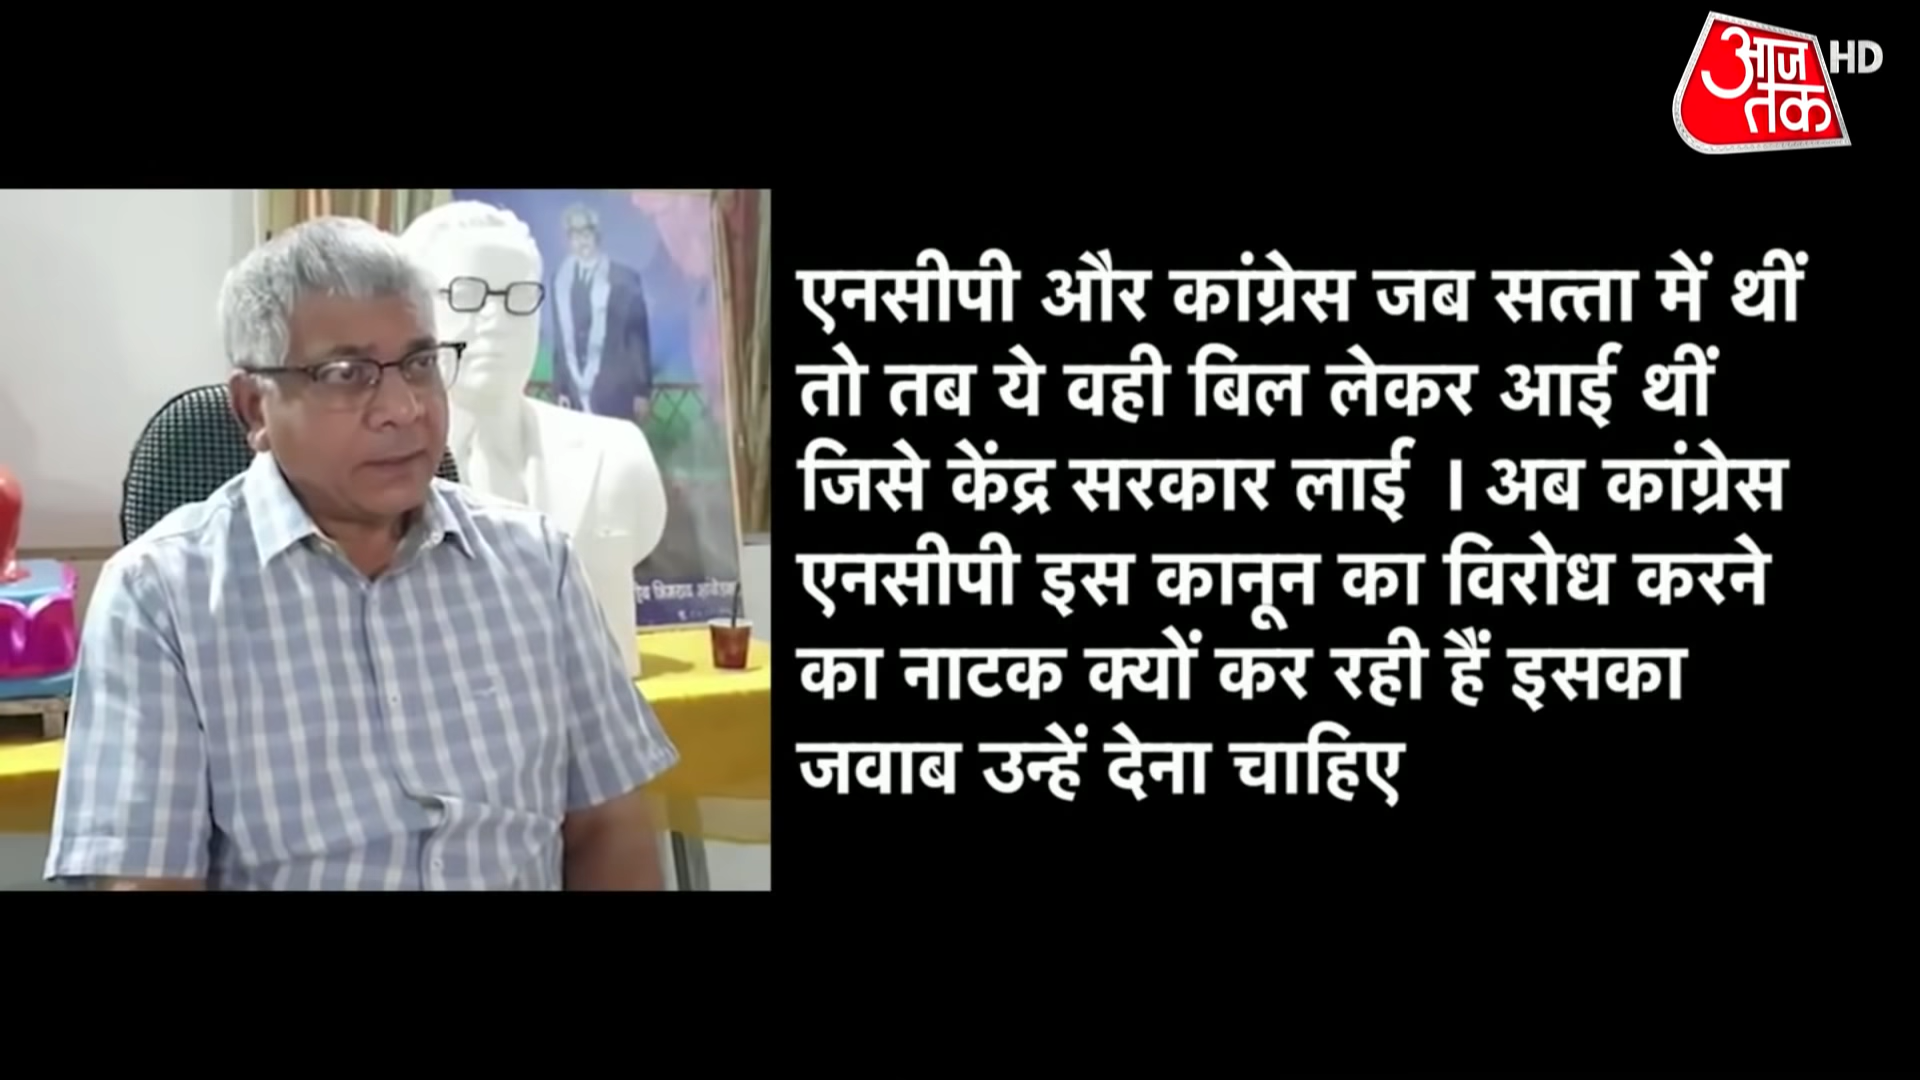 आज
तक
HD
एनसीपी और कांग्रेस जब सत्ता में थीं
तो तब ये वही बिल लेकर आई थीं
जिसे केंद्र सरकार लाई । अब कांग्रेस
एनसीपी इस कानून का विरोध करने
का नाटक क्यों कर रही हैं इसका
जवाब उन्हें देना चाहिए